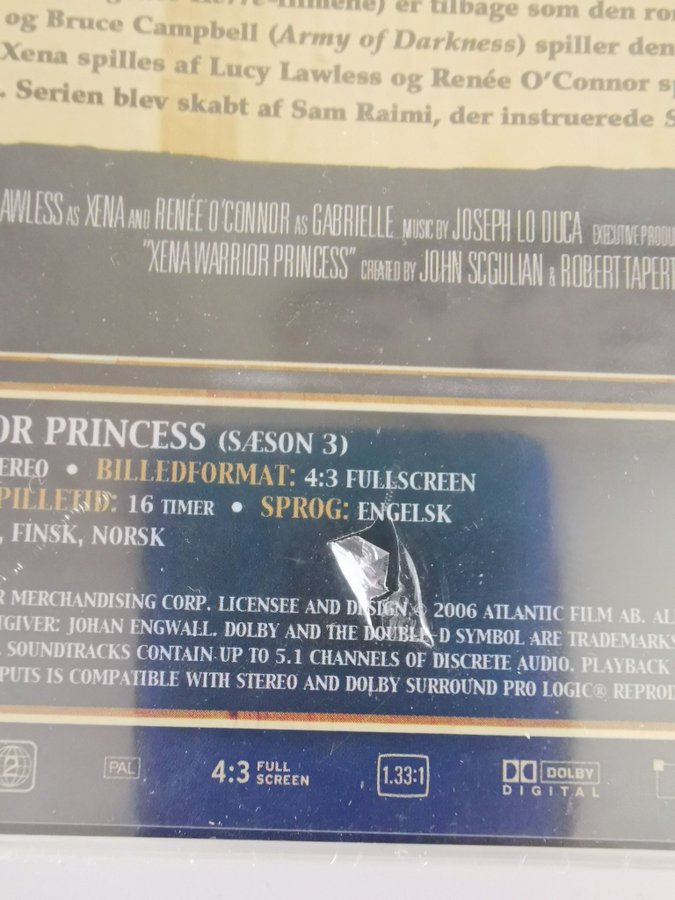 er tilbage som den
og Bruce Campbell (Army of Darkness) spiller den
Xena spilles af Lucy Lawless og Renée O'Connor
. Serien blev skabt af Sam Raimi, der instruerede S
AWLESS AS XENA AND RENÉE O'CONNOR AS GABRIELLE MUSIC BY JOSEPH LO DUCA EXECUTIVE PRODU
"XENA WARRIOR PRINCESS" CREATED BY JOHN SCGULIAN & ROBERT TAPERT
OR PRINCESS (SÆSON 3)
EREO • BILLEDFORMAT: 4:3 FULLSCREEN
PILLETID: 16 TIMER • SPROG: ENGELSK
, FINSK, NORSK
R MERCHANDISING CORP. LICENSEE AND DESIGN © 2006 ATLANTIC FILM AB. AL
GIVER: JOHAN ENGWALL. DOLBY AND THE DOUBLE-D SYMBOL ARE TRADEMARKS
. SOUNDTRACKS CONTAIN UP TO 5.1 CHANNELS OF DISCRETE AUDIO. PLAYBACK
PUTS IS COMPATIBLE WITH STEREO AND DOLBY SURROUND PRO LOGIC® REPROD
2 PAL 4:3 FULL SCREEN 1.33:1 DOLBY DIGITAL